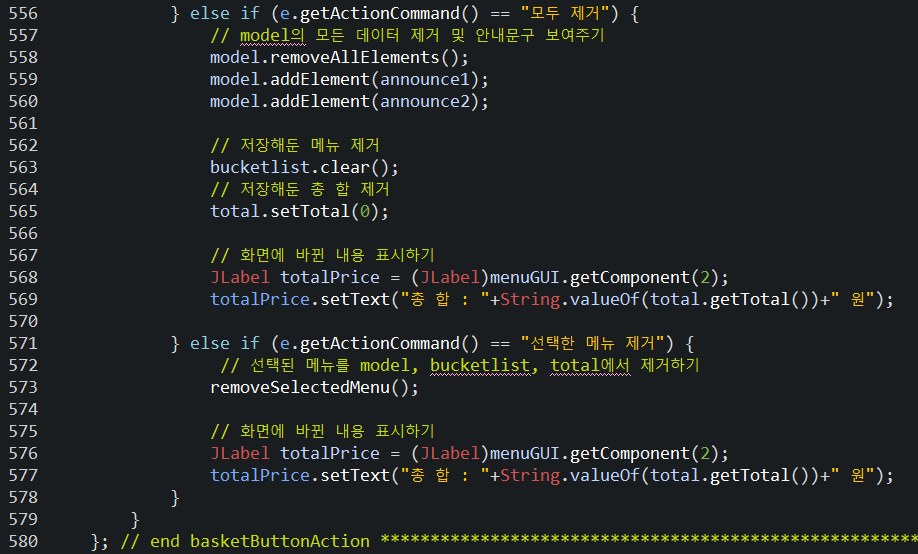 556 } else if (e.getActionCommand() == "모두 제거") {
557 // model의 모든 데이터 제거 및 안내문구 보여주기
558 model.removeAllElements();
559 model.addElement(announce1);
560 model.addElement(announce2);
561
562 // 저장해둔 메뉴 제거
563 bucketlist.clear();
564 // 저장해둔 총 합 제거
565 total.setTotal(0);
566
567 // 화면에 바뀐 내용 표시하기
568 JLabel totalPrice = (JLabel)menuGUI.getComponent(2);
569 totalPrice.setText("총 합 : "+String.valueOf(total.getTotal())+" 원");
570
571 } else if (e.getActionCommand() == "선택한 메뉴 제거") {
572 // 선택된 메뉴를 model, bucketlist, total에서 제거하기
573 removeSelectedMenu();
574
575 // 화면에 바뀐 내용 표시하기
576 JLabel totalPrice = (JLabel)menuGUI.getComponent(2);
577 totalPrice.setText("총 합 : "+String.valueOf(total.getTotal())+" 원");
578 }
579 }
580 }; // end basketButtonAction ******************************************************